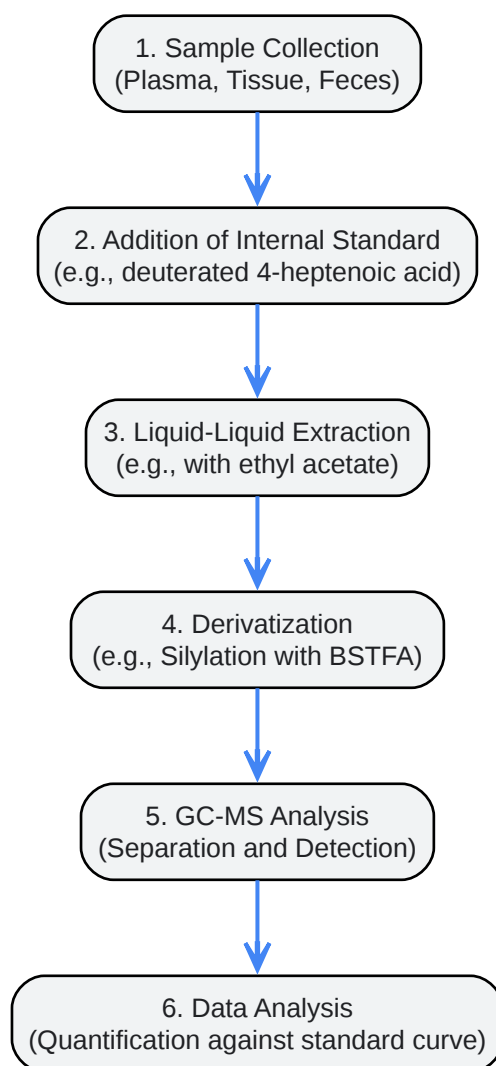 1. Sample Collection
(Plasma, Tissue, Feces)
2. Addition of Internal Standard
(e.g., deuterated 4-heptenoic acid)
3. Liquid-Liquid Extraction
(e.g., with ethyl acetate)
4. Derivatization
(e.g., Silylation with BSTFA)
5. GC-MS Analysis
(Separation and Detection)
6. Data Analysis
(Quantification against standard curve)